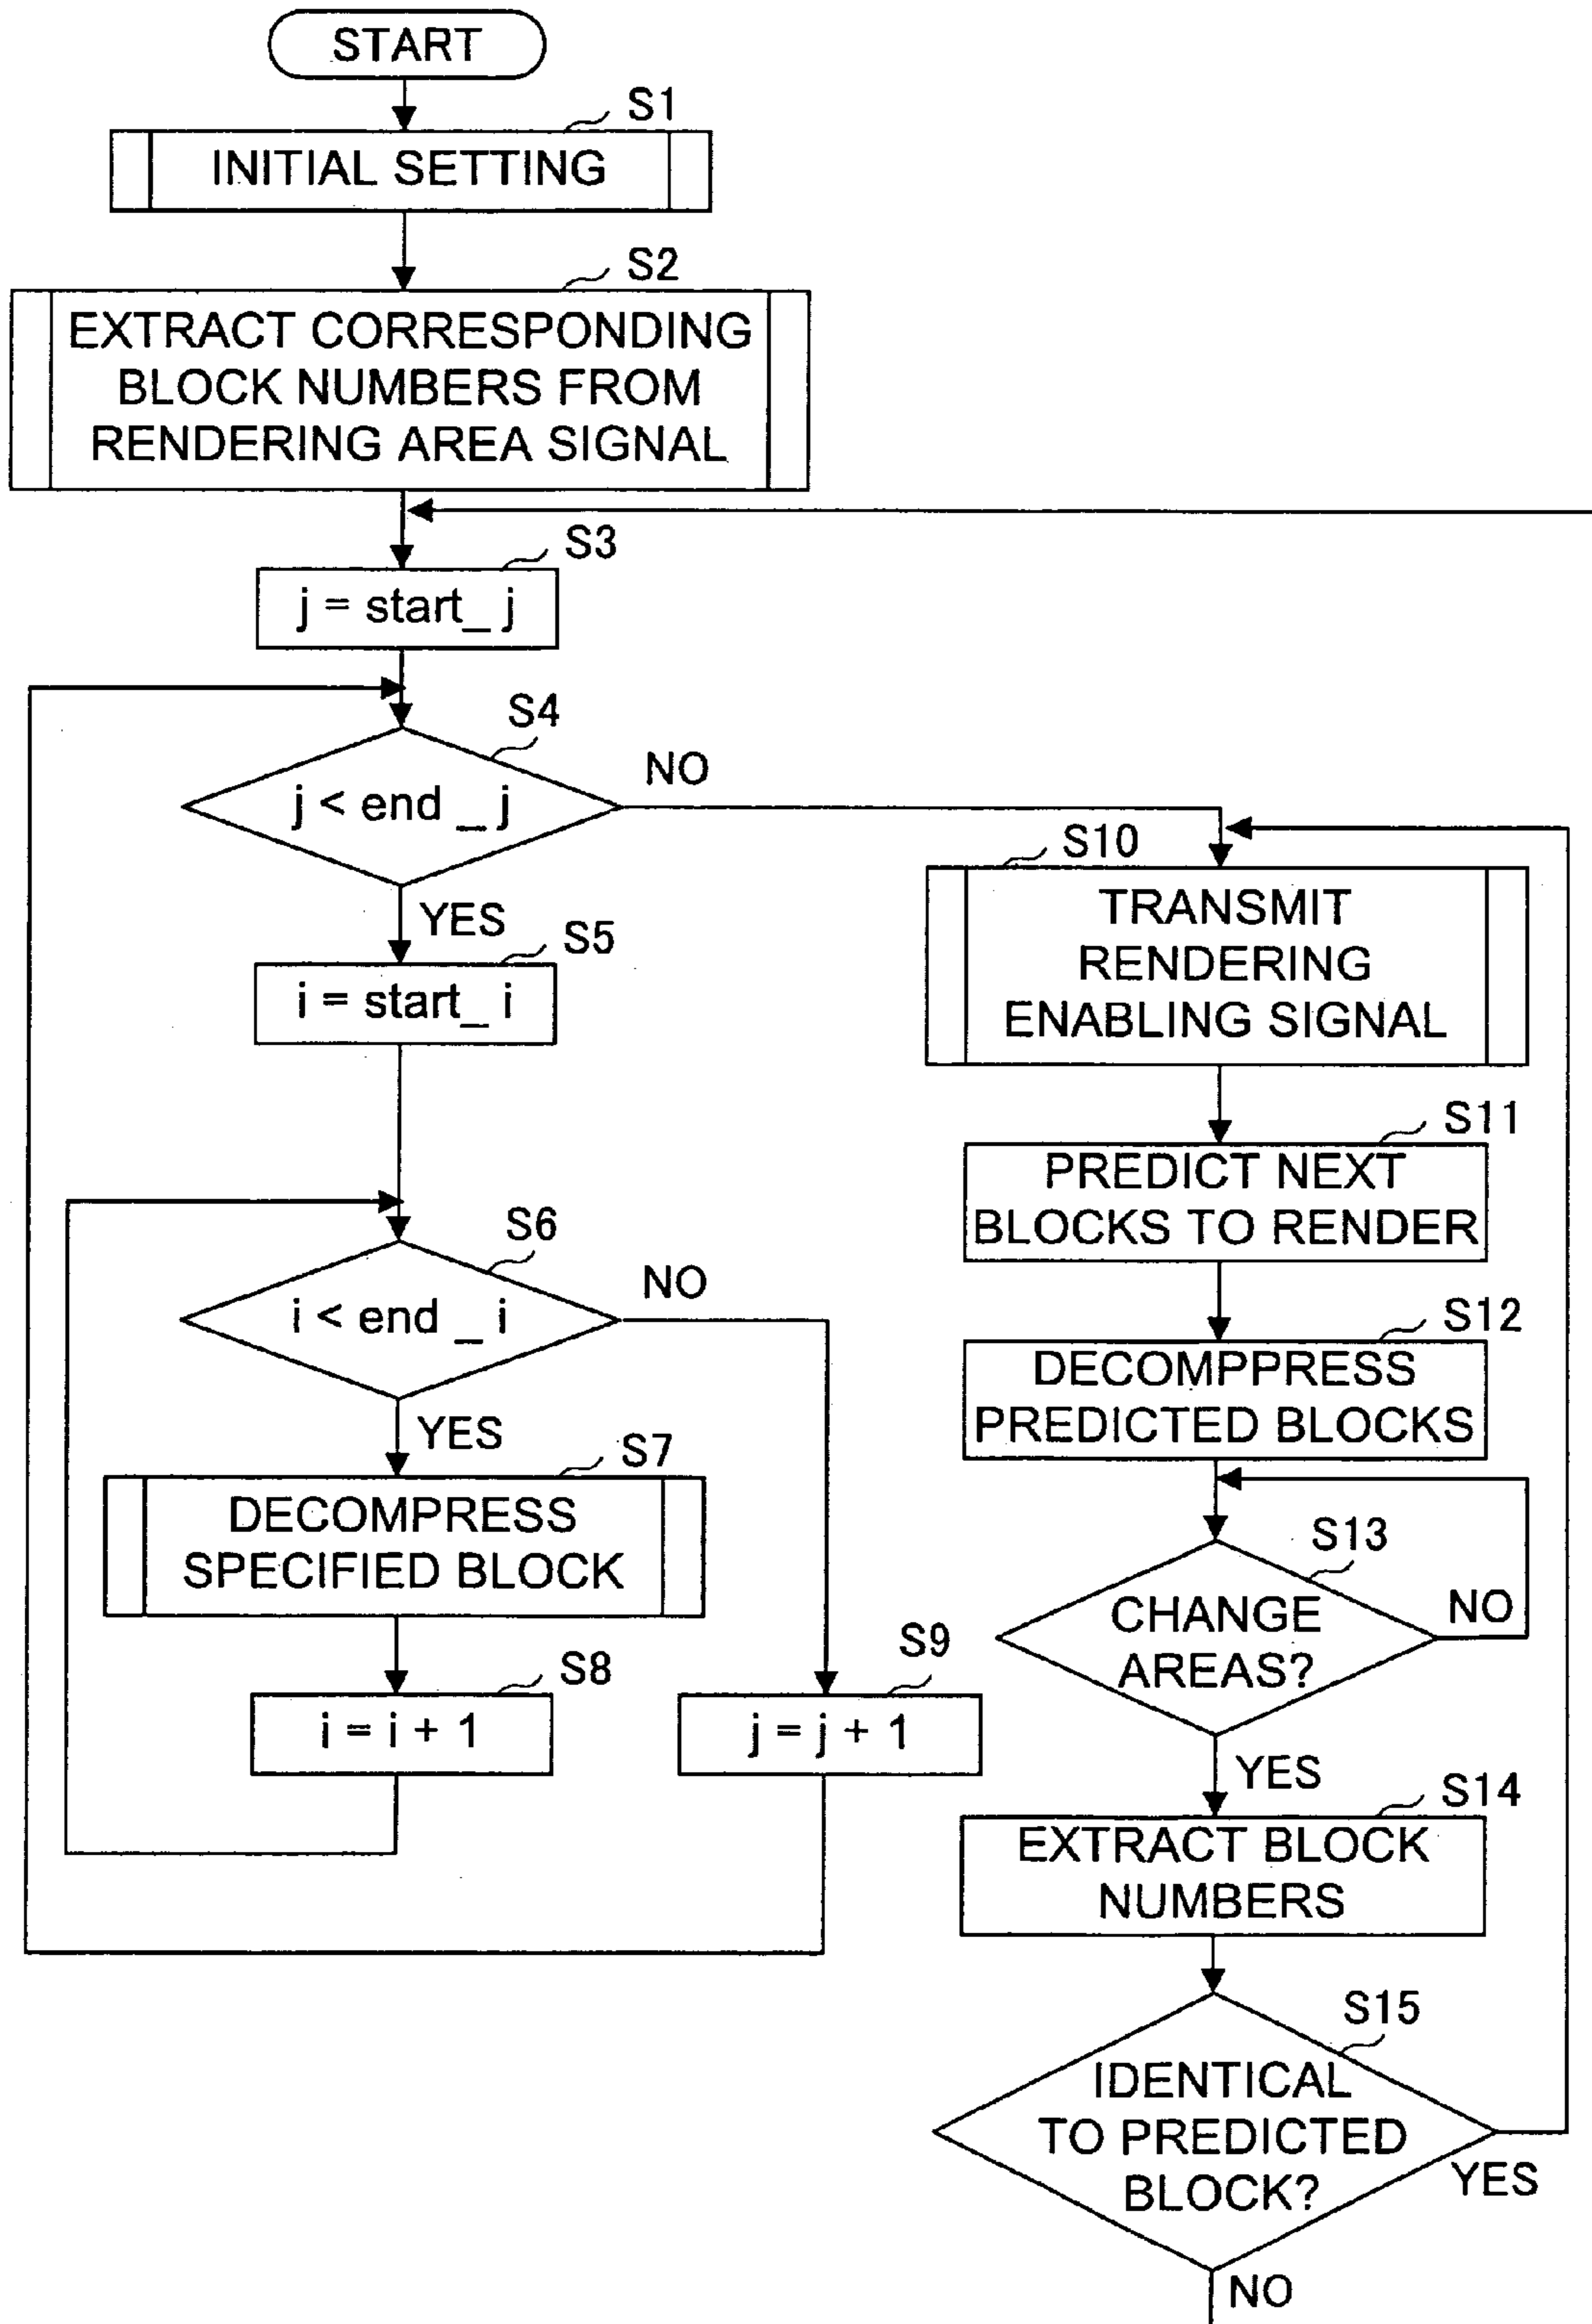 START
S1
INITIAL SETTING
S2
EXTRACT CORRESPONDING
BLOCK NUMBERS FROM
RENDERING AREA SIGNAL
S3
j = start_ j
S4
j < end _ j
NO
YES
S5
i = start_ i
S6
i < end _ i
NO
YES
S7
DECOMPRESS
SPECIFIED BLOCK
S8
i = i + 1
S9
j = j + 1
S10
TRANSMIT
RENDERING
ENABLING SIGNAL
S11
PREDICT NEXT
BLOCKS TO RENDER
S12
DECOMPPRESS
PREDICTED BLOCKS
S13
CHANGE
AREAS?
NO
YES
S14
EXTRACT BLOCK
NUMBERS
S15
IDENTICAL
TO PREDICTED
BLOCK?
YES
NO